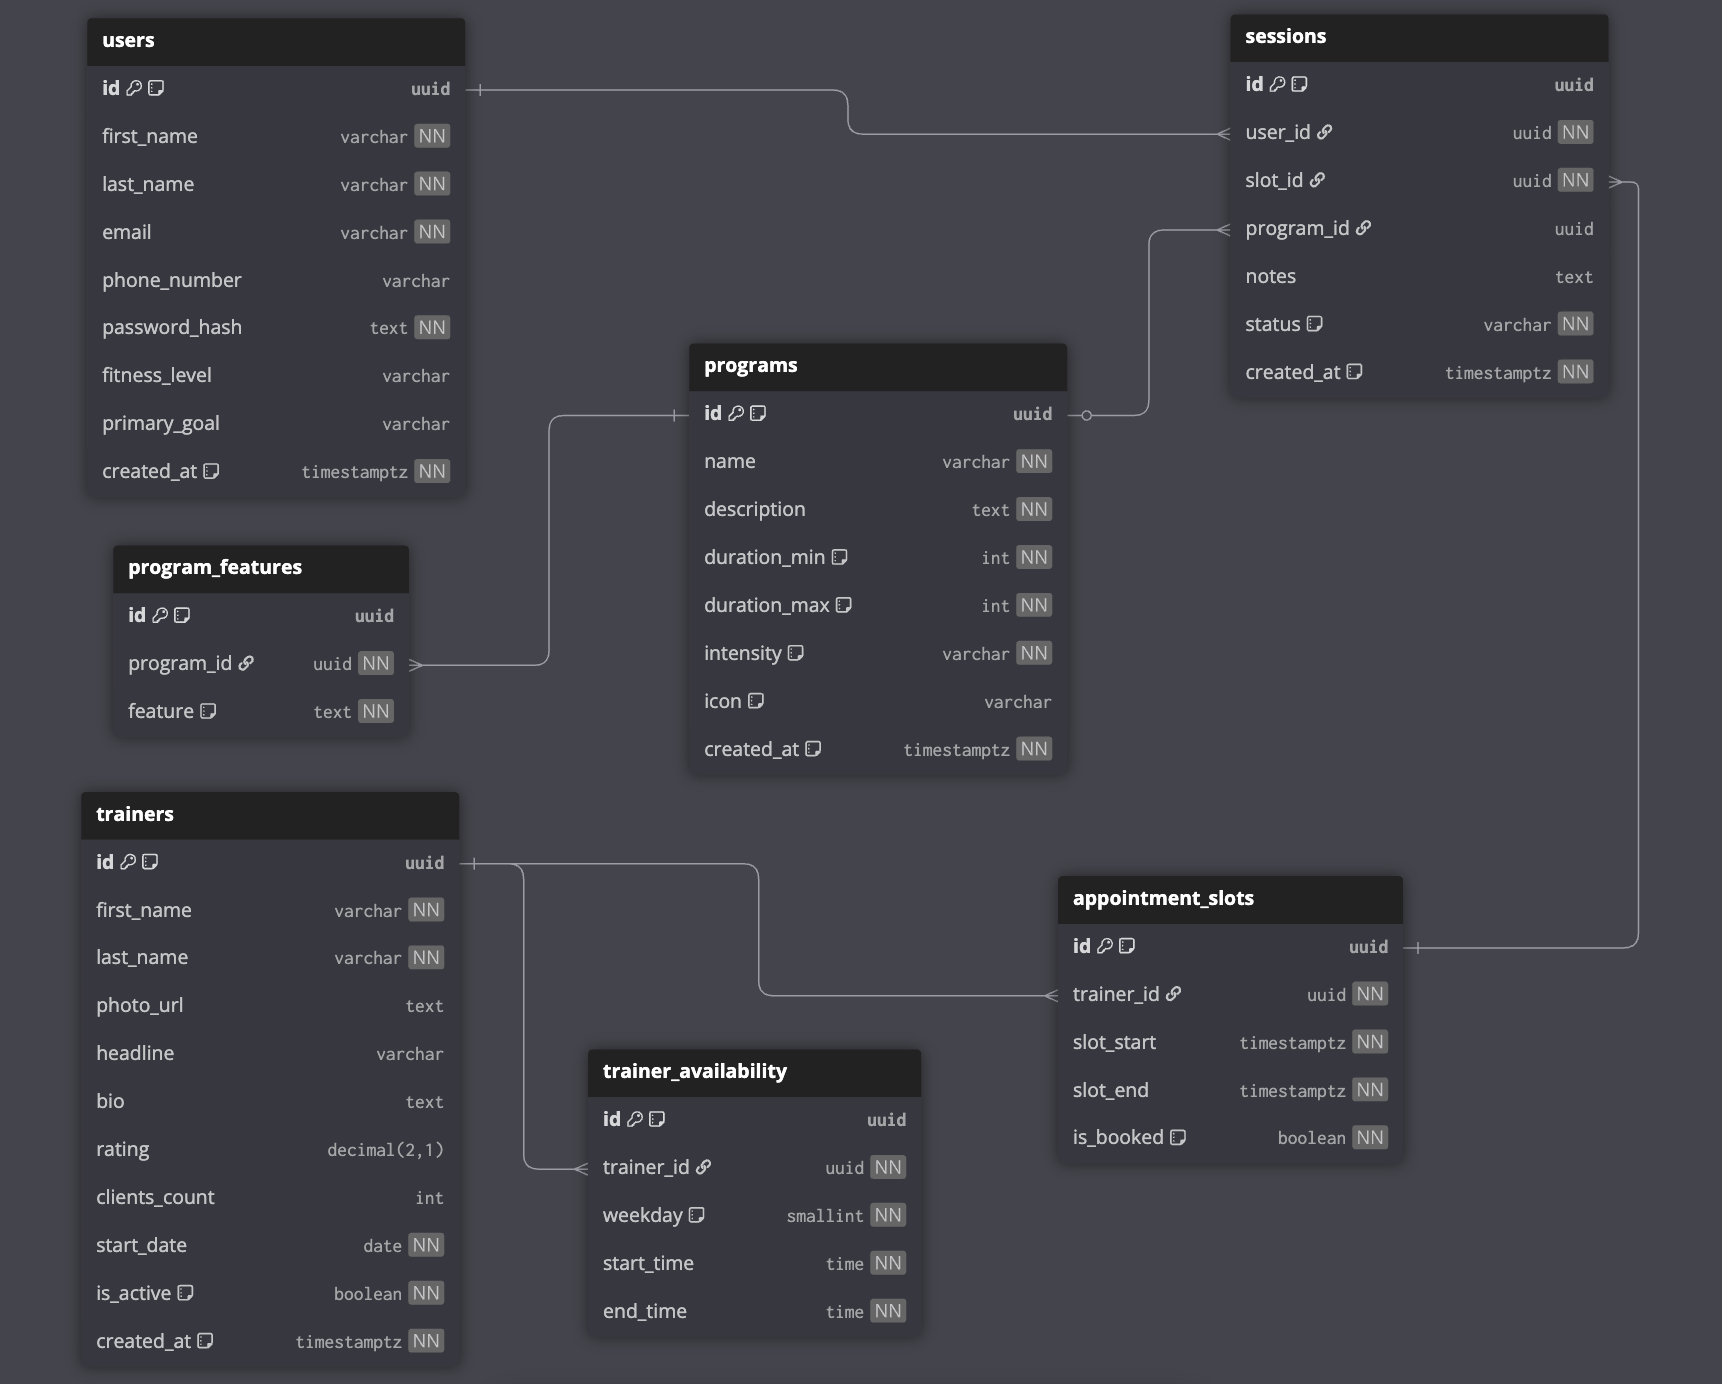 users
id uuid
first_name varchar NN
last_name varchar NN
email varchar NN
phone_number varchar
password_hash text NN
fitness_level varchar
primary_goal varchar
created_at timestamptz NN
sessions
id uuid
user_id uuid NN
slot_id uuid NN
program_id uuid
notes text
status varchar NN
created_at timestamptz NN
programs
id uuid
name varchar NN
description text NN
duration_min int NN
duration_max int NN
intensity varchar NN
icon varchar
created_at timestamptz NN
program_features
id uuid
program_id uuid NN
feature text NN
trainers
id uuid
first_name varchar NN
last_name varchar NN
photo_url text
headline varchar
bio text
rating decimal(2,1)
clients_count int
start_date date NN
is_active boolean NN
created_at timestamptz NN
appointment_slots
id uuid
trainer_id uuid NN
slot_start timestamptz NN
slot_end timestamptz NN
is_booked boolean NN
trainer_availability
id uuid
trainer_id uuid NN
weekday smallint NN
start_time time NN
end_time time NN